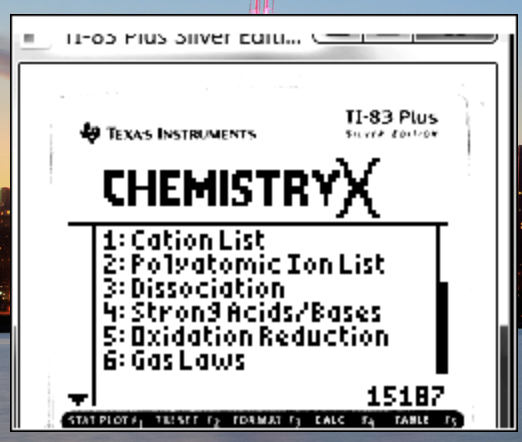 TI-83 Plus Silver Editi...
TEXAS INSTRUMENTS
TI-83 Plus
SILVER EDITION
CHEMISTRYX
1:Cation List
2:Polyatomic Ion List
3:Dissociation
4:Strong Acids/Bases
5:Oxidation Reduction
6:Gas Laws
15187
STAT PLOT F1 TBLSET F2 FORMAT F3 CALC F4 TABLE F5